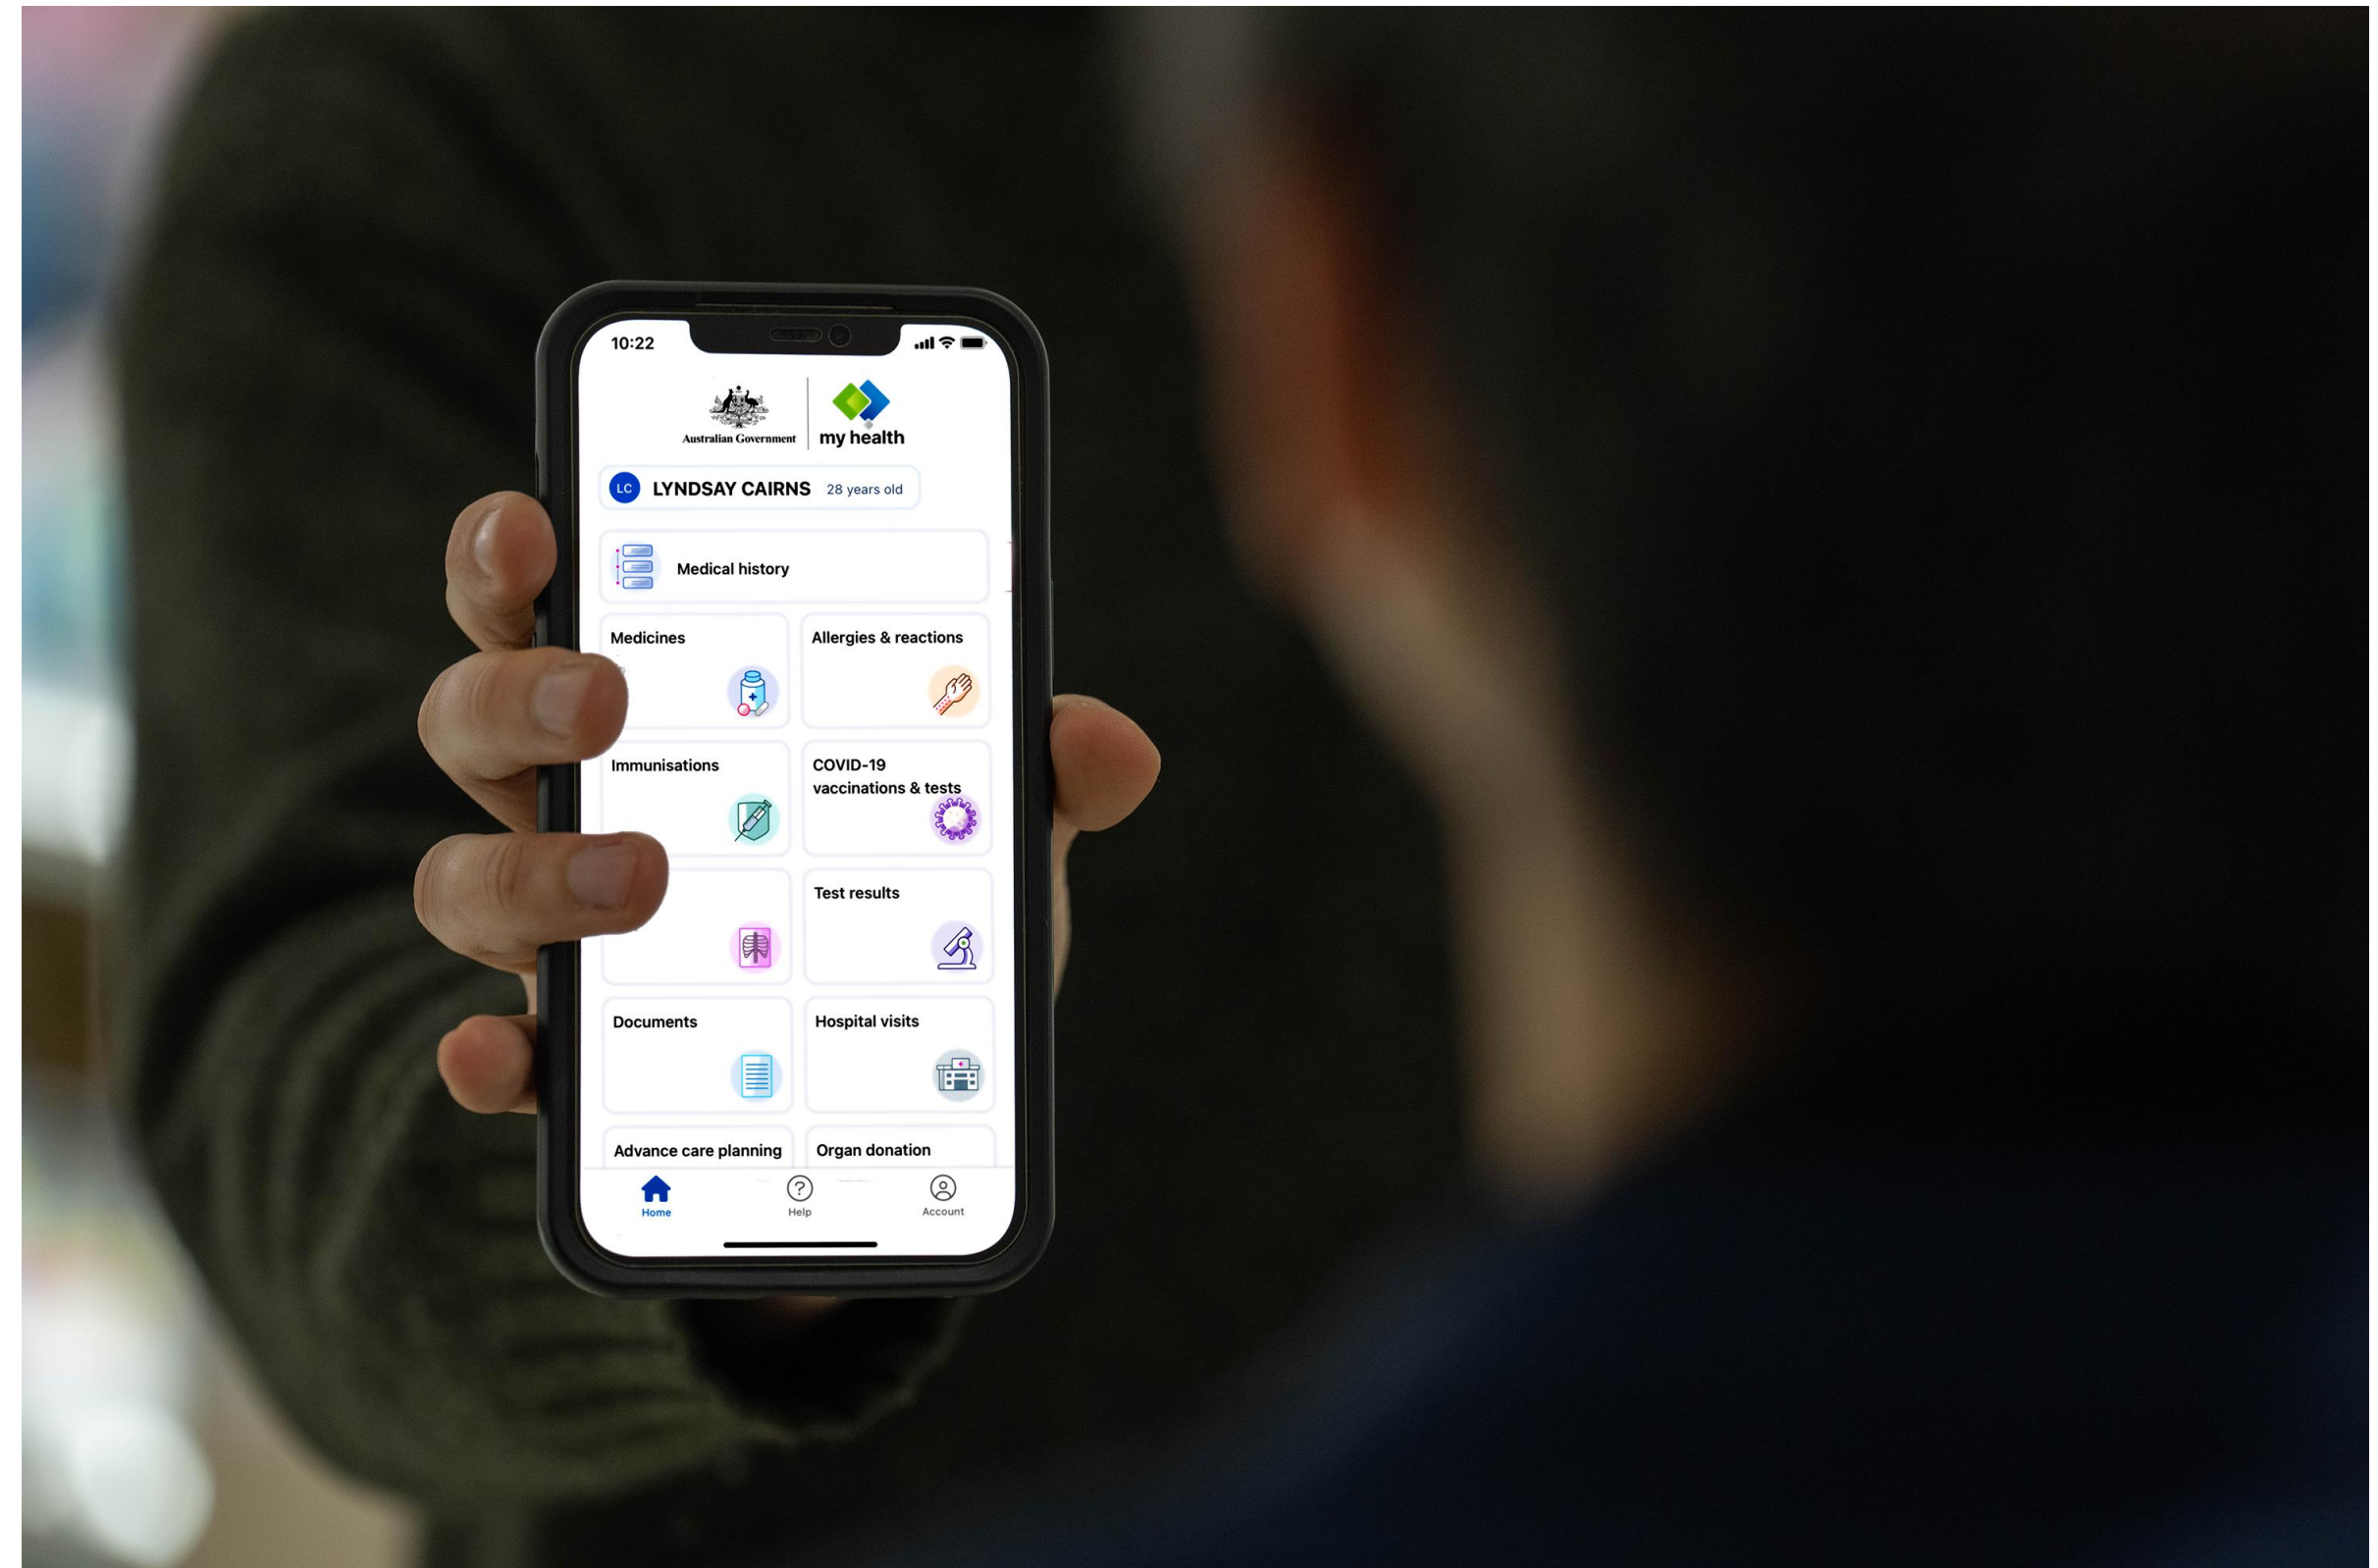 10:22
Australian Government
my health
LC LYNDSAY CAIRNS 28 years old
Medical history
Medicines
Allergies & reactions
Immunisations
COVID-19
vaccinations & tests
Test results
Documents
Hospital visits
Advance care planning
Organ donation
Home
Help
Account